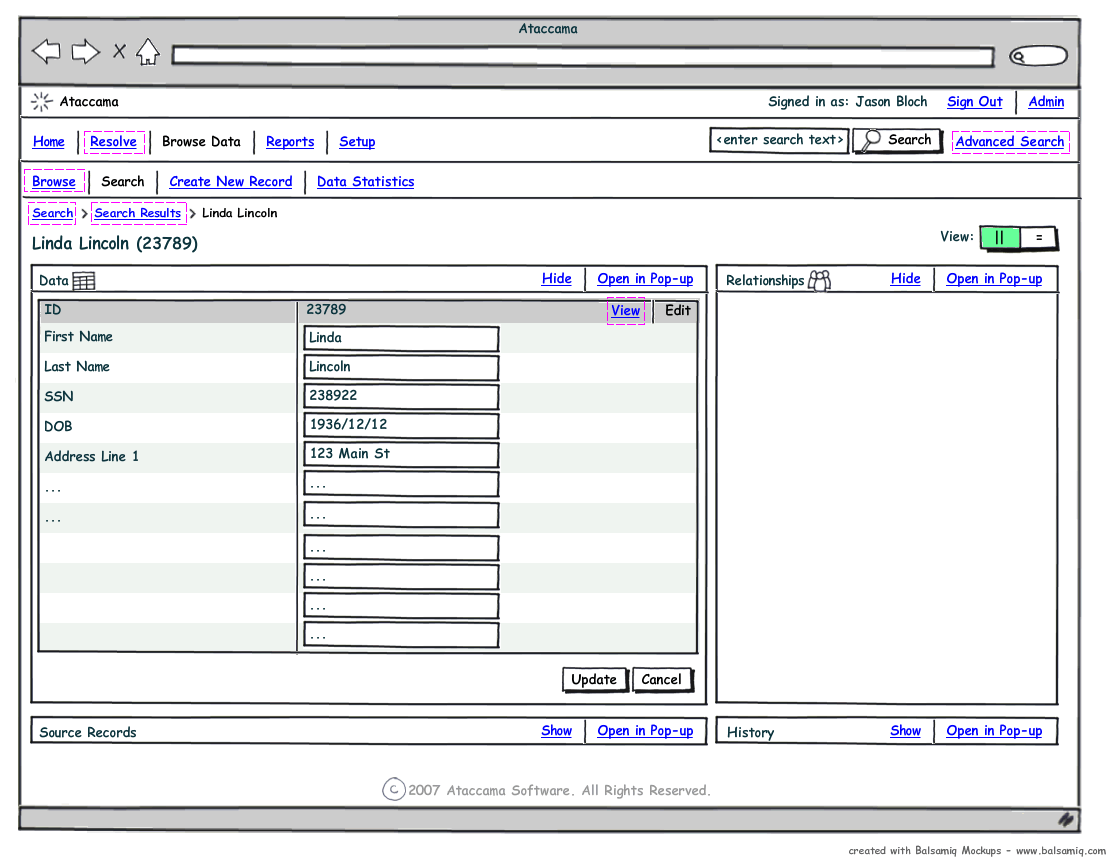 Ataccama
Ataccama Signed in as: Jason Bloch Sign Out Admin
Home Resolve Browse Data Reports Setup <enter search text> Search Advanced Search
Browse Search Create New Record Data Statistics
Search > Search Results > Linda Lincoln
Linda Lincoln (23789) View: || =
Data Hide Open in Pop-up Relationships Hide Open in Pop-up
ID 23789 View Edit
First Name Linda
Last Name Lincoln
SSN 238922
DOB 1936/12/12
Address Line 1 123 Main St
... ...
... ...
...
...
...
...
Update Cancel
Source Records Show Open in Pop-up History Show Open in Pop-up
© 2007 Ataccama Software. All Rights Reserved.
created with Balsamiq Mockups - www.balsamiq.com